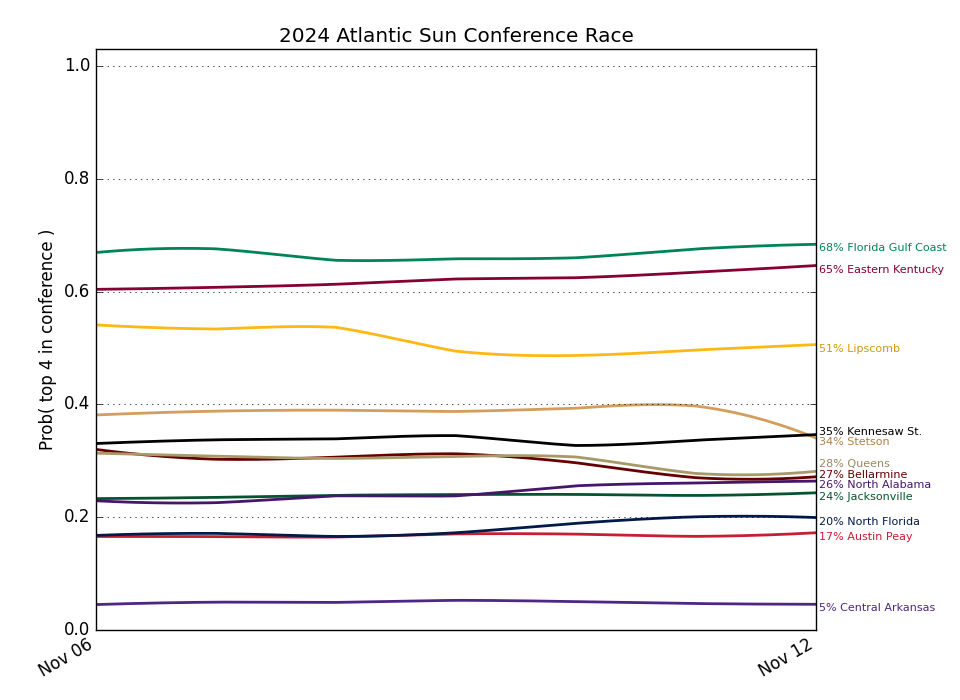 2024 Atlantic Sun Conference Race
1.0
0.8
0.6
0.4
0.2
0.0
Prob( top 4 in conference )
Nov 06
Nov 12
68% Florida Gulf Coast
65% Eastern Kentucky
51% Lipscomb
35% Kennesaw St.
34% Stetson
28% Queens
27% Bellarmine
26% North Alabama
24% Jacksonville
20% North Florida
17% Austin Peay
5% Central Arkansas